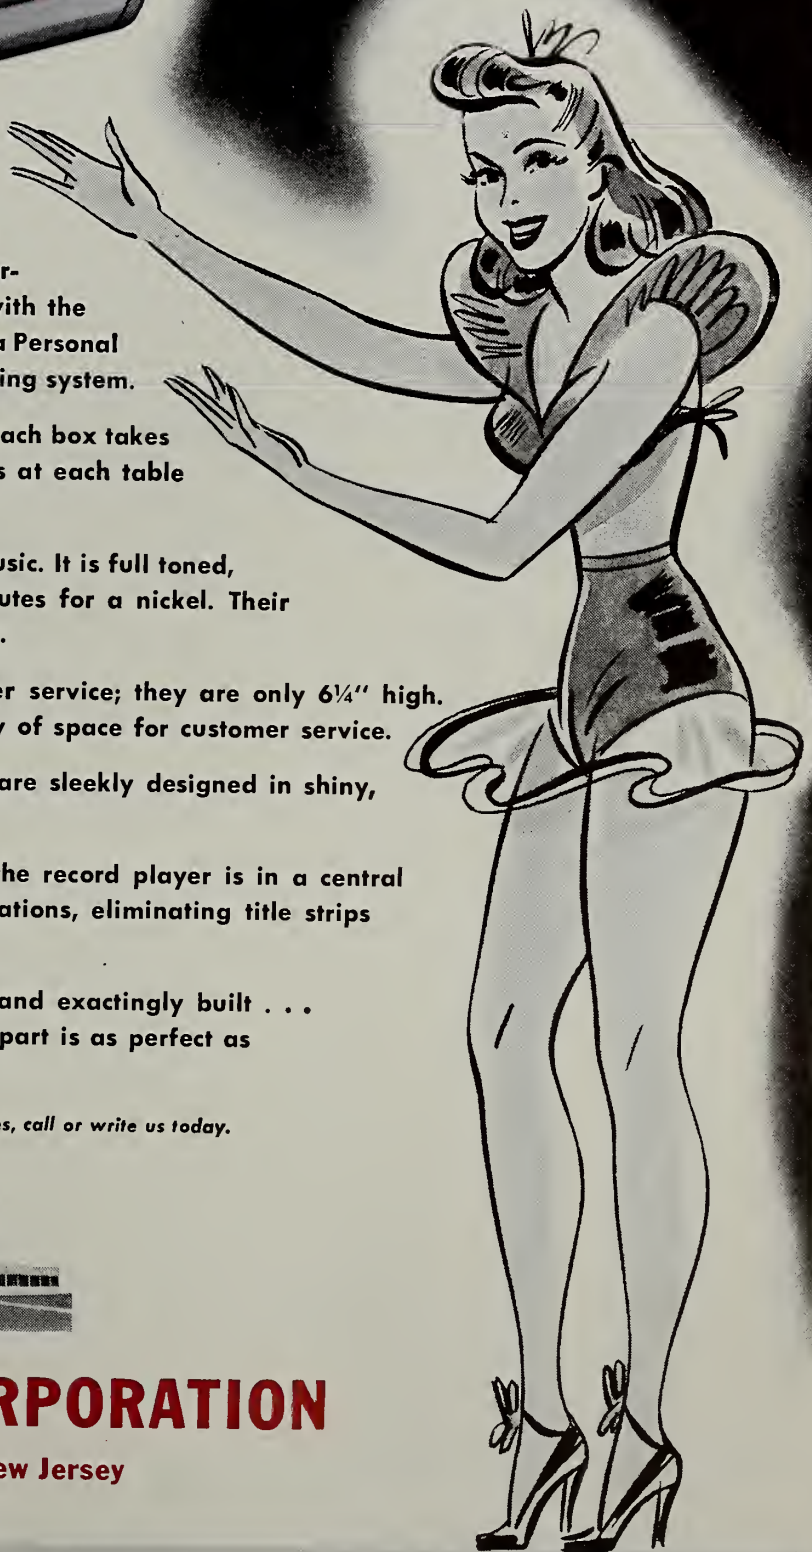 r-
with the
a Personal
ing system.
ach box takes
s at each table
usic. It is full toned,
utes for a nickel. Their
.
er service; they are only 6¼" high.
y of space for customer service.
are sleekly designed in shiny,
he record player is in a central
ations, eliminating title strips
and exactingly built . . .
part is as perfect as
es, call or write us today.
RPORATION
ew Jersey